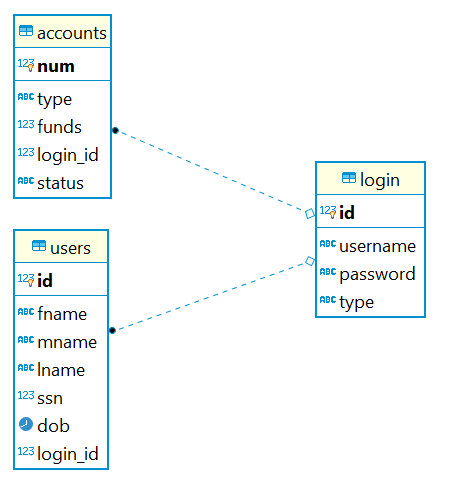 accounts
123 num
ABC type
123 funds
123 login_id
ABC status
users
123 id
ABC fname
ABC mname
ABC lname
123 ssn
dob
123 login_id
login
123 id
ABC username
ABC password
ABC type